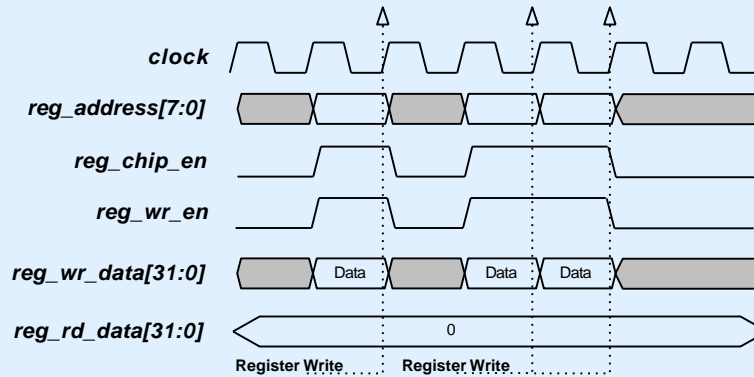 clock
reg_address[7:0]
reg_chip_en
reg_wr_en
reg_wr_data[31:0] Data Data Data
reg_rd_data[31:0] 0
Register Write Register Write